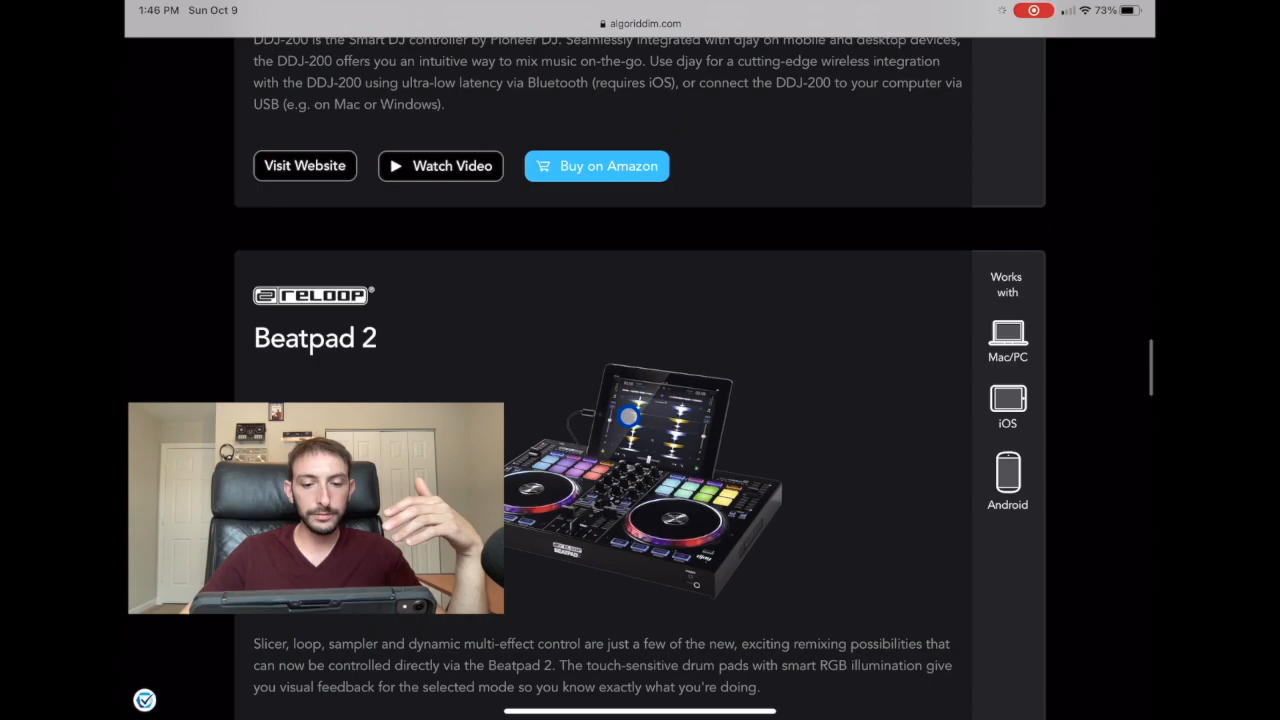 1:46 PM Sun Oct 9
73%
algoriddim.com
DDJ-200 is the Smart DJ controller by Pioneer DJ. Seamlessly integrated with djay on mobile and desktop devices,
the DDJ-200 offers you an intuitive way to mix music on-the-go. Use djay for a cutting-edge wireless integration
with the DDJ-200 using ultra-low latency via Bluetooth (requires iOS), or connect the DDJ-200 to your computer via
USB (e.g. on Mac or Windows).
Visit Website
Watch Video
Buy on Amazon
Works
with
RELOOP®
Beatpad 2
Mac/PC
iOS
Android
RELOOP
BEATPAD
djay
Slicer, loop, sampler and dynamic multi-effect control are just a few of the new, exciting remixing possibilities that
can now be controlled directly via the Beatpad 2. The touch-sensitive drum pads with smart RGB illumination give
you visual feedback for the selected mode so you know exactly what you're doing.